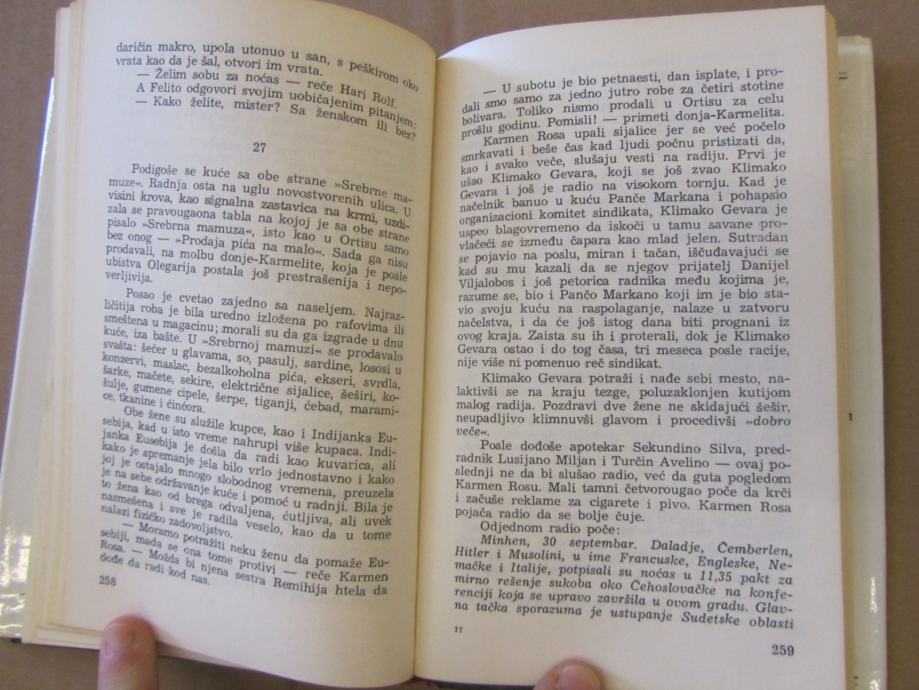 daričin makro, upola utonuo u san, s peškirom oko
vrata kao da je šal, otvori im vrata.
— Želim sobu za noćas — reče Hari Rolf.
A Felito odgovori svojim uobičajenim pitanjem:
— Kako želite, mister? Sa ženskom ili bez?
27
Podigoše se kuće sa obe strane »Srebrne ma-
muze«. Radnja osta na uglu novostvorenih ulica. U
visini krova, kao signalna zastavica na krmi, uzdi-
zala se pravougaona tabla na kojoj je sa obe strane
pisalo »Srebrna mamuza«, isto kao u Ortisu samo
bez onog — »Prodaja pića na malo«. Sada ga nisu
prodavali, na molbu donje-Karmelite, koja je posle
ubistva Olegarija postala još prestrašenija i nepo-
verljivija.
Posao je cvetao zajedno sa naseljem. Najraz-
ličitija roba je bila uredno izložena po rafovima ili
smeštena u magacinu; morali su da ga izgrade u dnu
kuće, iza bašte. U »Srebrnoj mamuzi« se prodavalo
svašta: šećer u glavama, so, pasulj, sardine, lososi u
konzervi, maslac, bezalkoholna pića, ekseri, svrdla,
šarke, mačete, sekire, električne sijalice, šeširi, ko-
šulje, gumene cipele, šerpe, tiganji, ćebad, marami-
ce, tkanine i činčora.
Obe žene su služile kupce, kao i Indijanka Eu-
sebija, kad u isto vreme nahrupi više kupaca. Indi-
janka Eusebija je došla da radi kao kuvarica, ali
kako je spremanje jela bilo vrlo jednostavno i kako
joj je ostajalo mnogo slobodnog vremena, preuzela
je na sebe održavanje kuće i pomoć u radnji. Bila je
to žena kao od brega odvaljena, ćutljiva, ali uvek
nasmešena i sve je radila veselo, kao da u tome
nalazi fizičko zadovoljstvo.
— Moramo potražiti neku ženu da pomaže Eu-
sebiji, mada se ona tome protivi — reče Karmen
Rosa. — Možda bi njena sestra Remihija htela da
dođe da radi kod nas.
258
— U subotu je bio petnaesti, dan isplate, i pro-
dali smo samo za jedno jutro robe za četiri stotine
bolivara. Toliko nismo prodali u Ortisu za celu
prošlu godinu. Pomisli! — primeti donja-Karmelita.
Karmen Rosa upali sijalice jer se već počelo
smrkavati i beše čas kad ljudi počnu pristizati da,
kao i svako veče, slušaju vesti na radiju. Prvi je
ušao Klimako Gevara, koji se još zvao Klimako
Gevara i još je radio na visokom tornju. Kad je
načelnik banuo u kuću Panče Markana i pohapsio
organizacioni komitet sindikata, Klimako Gevara je
uspeo blagovremeno da iskoči u tamu savane pro-
vlačeći se između čapara kao mlad jelen. Sutradan
se pojavio na poslu, miran i tačan, iščuđavajući se
kad su mu kazali da se njegov prijatelj Danijel
Viljalobos i još petorica radnika među kojima je,
razume se, bio i Pančo Markano koji im je bio sta-
vio svoju kuću na raspolaganje, nalaze u zatvoru
načelstva, i da će još istog dana biti prognani iz
ovog kraja. Zaista su ih i proterali, dok je Klimako
Gevara ostao i do tog časa, tri meseca posle racije,
nije više ni pomenuo reč sindikat.
Klimako Gevara potraži i nađe sebi mesto, na-
laktivši se na kraju tezge, poluzaklonjen kutijom
malog radija. Pozdravi dve žene ne skidajući šešir,
neupadljivo klimnuvši glavom i procedivši »dobro
veče«.
Posle dođoše apotekar Sekundino Silva, pred-
radnik Lusijano Miljan i Turčin Avelino — ovaj po-
slednji ne da bi slušao radio, već da guta pogledom
Karmen Rosu. Mali tamni četvorougao poče da krči
i začuše reklame za cigarete i pivo. Karmen Rosa
pojača radio da se bolje čuje.
Odjednom radio poče:
Minhen, 30 septembar. Daladje, Čemberlen,
Hitler i Musolini, u ime Francuske, Engleske, Ne-
mačke i Italije, potpisali su noćas u 11,35 pakt za
mirno rešenje sukoba oko Čehoslovačke na konfe-
renciji koja se upravo završila u ovom gradu. Glav-
na tačka sporazuma je ustupanje Sudetske oblasti
17
259